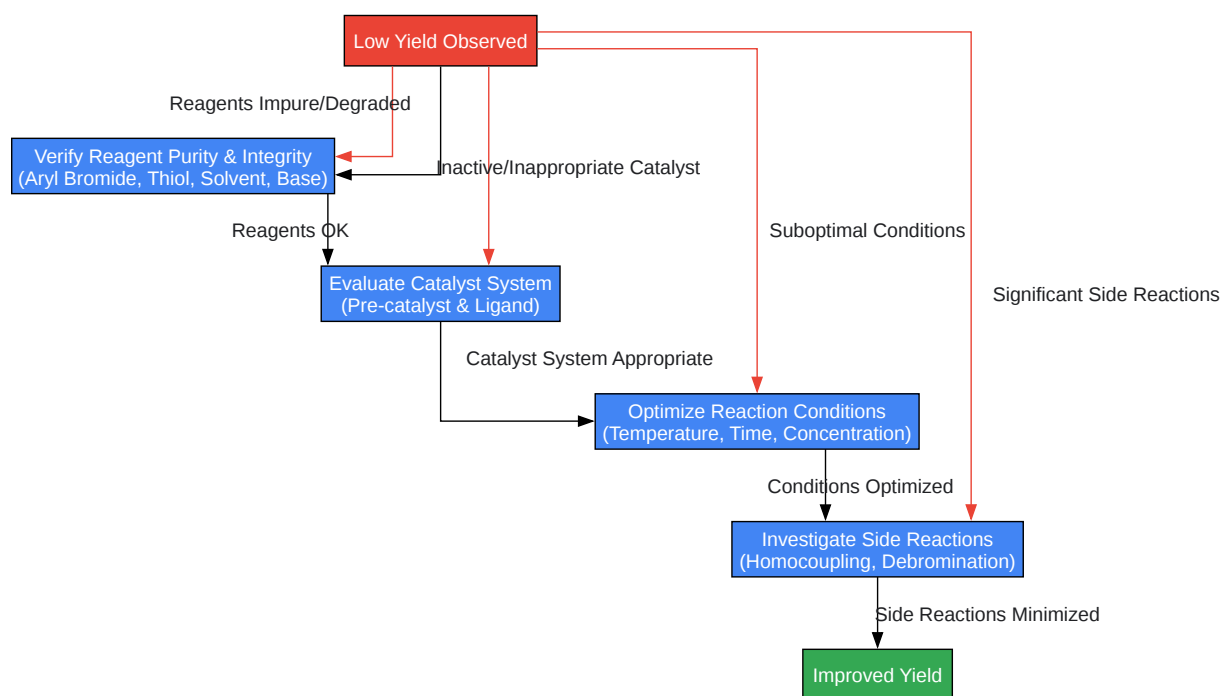 Low Yield Observed
Reagents Impure/Degraded
Verify Reagent Purity & Integrity
(Aryl Bromide, Thiol, Solvent, Base)
Inactive/Inappropriate Catalyst
Reagents OK
Suboptimal Conditions
Evaluate Catalyst System
(Pre-catalyst & Ligand)
Significant Side Reactions
Catalyst System Appropriate
Optimize Reaction Conditions
(Temperature, Time, Concentration)
Conditions Optimized
Investigate Side Reactions
(Homocoupling, Debromination)
Side Reactions Minimized
Improved Yield